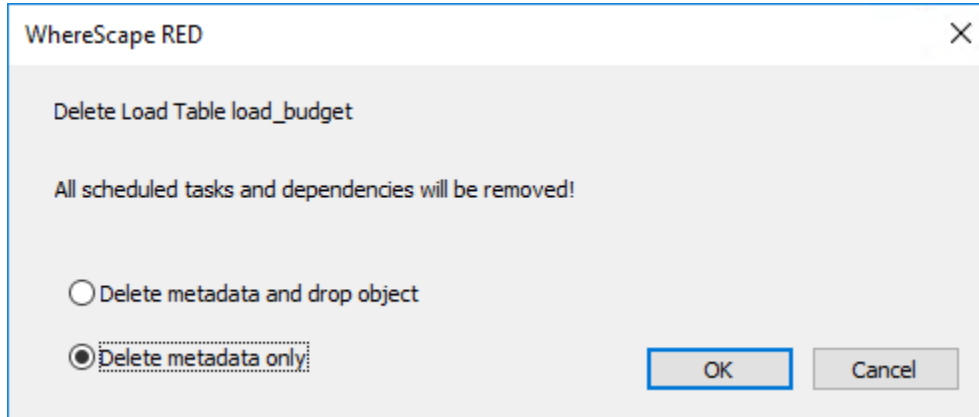 WhereScape RED
Delete Load Table load_budget
All scheduled tasks and dependencies will be removed!
Delete metadata and drop object
Delete metadata only
OK Cancel